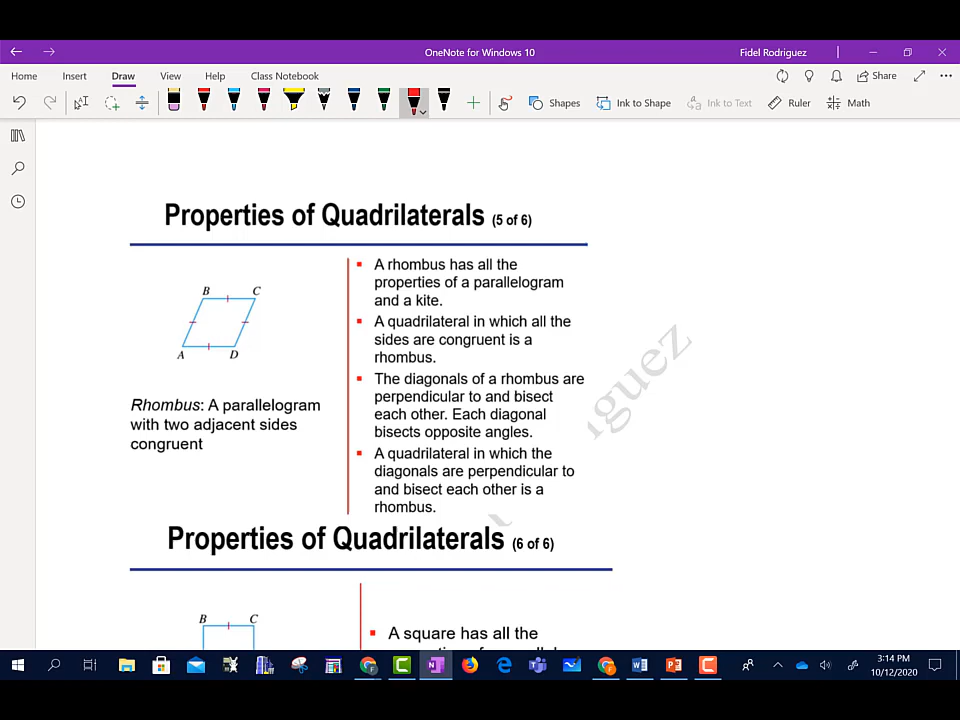 OneNote for Windows 10
Fidel Rodriguez
Home Insert Draw View Help Class Notebook
Share
Shapes Ink to Shape Ink to Text Ruler Math
Properties of Quadrilaterals (5 of 6)
B C
A D
Rhombus: A parallelogram
with two adjacent sides
congruent
A rhombus has all the
properties of a parallelogram
and a kite.
A quadrilateral in which all the
sides are congruent is a
rhombus.
The diagonals of a rhombus are
perpendicular to and bisect
each other. Each diagonal
bisects opposite angles.
A quadrilateral in which the
diagonals are perpendicular to
and bisect each other is a
rhombus.
iguez
Properties of Quadrilaterals (6 of 6)
B C
A square has all the
3:14 PM
10/12/2020